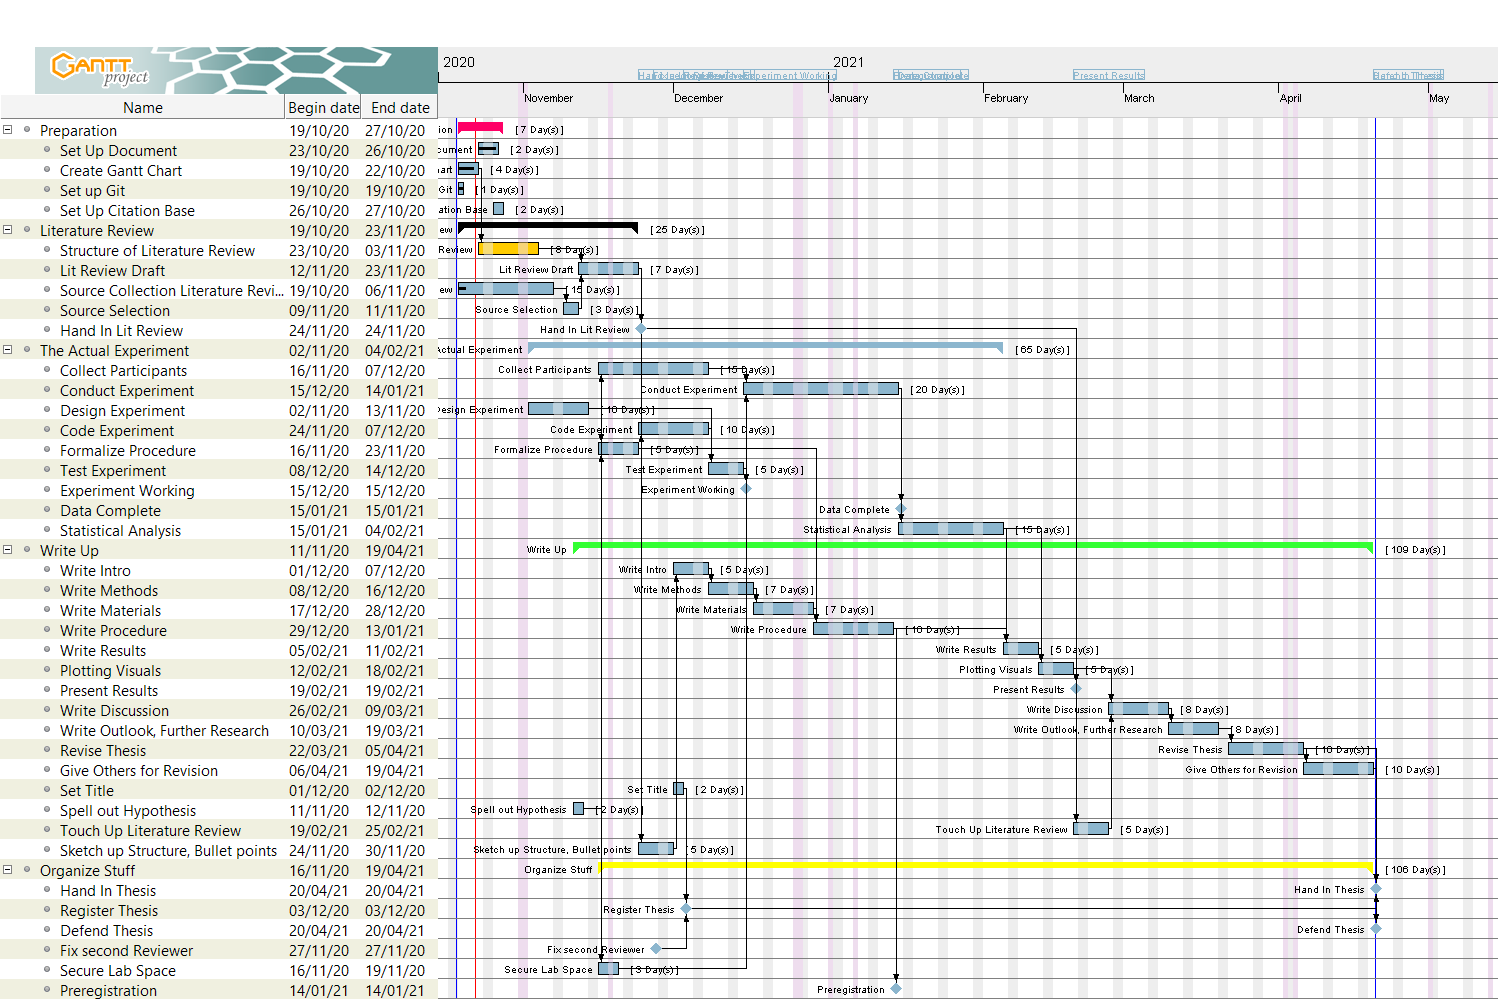 GANTT
project
2020
2021
Present Results
November
December
January
February
March
April
May
Name Begin date End date
Preparation 19/10/20 27/10/20 [ 7 Day(s) ]
Set Up Document 23/10/20 26/10/20 [ 2 Day(s) ]
Create Gantt Chart 19/10/20 22/10/20 [ 4 Day(s) ]
Set up Git 19/10/20 19/10/20 Git [ 1 Day(s) ]
Set Up Citation Base 26/10/20 27/10/20 ation Base [ 2 Day(s) ]
Literature Review 19/10/20 23/11/20 ew [ 25 Day(s) ]
Structure of Literature Review 23/10/20 03/11/20 Review [ 8 Day(s) ]
Lit Review Draft 12/11/20 23/11/20 Lit Review Draft [ 7 Day(s) ]
Source Collection Literature Revi... 19/10/20 06/11/20 ew [ 15 Day(s) ]
Source Selection 09/11/20 11/11/20 Source Selection [ 3 Day(s) ]
Hand In Lit Review 24/11/20 24/11/20 Hand In Lit Review
The Actual Experiment 02/11/20 04/02/21 Actual Experiment [ 65 Day(s) ]
Collect Participants 16/11/20 07/12/20 Collect Participants [ 15 Day(s) ]
Conduct Experiment 15/12/20 14/01/21 Conduct Experiment [ 20 Day(s) ]
Design Experiment 02/11/20 13/11/20 Design Experiment [ 10 Day(s) ]
Code Experiment 24/11/20 07/12/20 Code Experiment [ 10 Day(s) ]
Formalize Procedure 16/11/20 23/11/20 Formalize Procedure [ 5 Day(s) ]
Test Experiment 08/12/20 14/12/20 Test Experiment [ 5 Day(s) ]
Experiment Working 15/12/20 15/12/20 Experiment Working
Data Complete 15/01/21 15/01/21 Data Complete
Statistical Analysis 15/01/21 04/02/21 Statistical Analysis [ 15 Day(s) ]
Write Up 11/11/20 19/04/21 Write Up [ 109 Day(s) ]
Write Intro 01/12/20 07/12/20 Write Intro [ 5 Day(s) ]
Write Methods 08/12/20 16/12/20 Write Methods [ 7 Day(s) ]
Write Materials 17/12/20 28/12/20 Write Materials [ 7 Day(s) ]
Write Procedure 29/12/20 13/01/21 Write Procedure [ 10 Day(s) ]
Write Results 05/02/21 11/02/21 Write Results [ 5 Day(s) ]
Plotting Visuals 12/02/21 18/02/21 Plotting Visuals [ 5 Day(s) ]
Present Results 19/02/21 19/02/21 Present Results
Write Discussion 26/02/21 09/03/21 Write Discussion [ 8 Day(s) ]
Write Outlook, Further Research 10/03/21 19/03/21 Write Outlook, Further Research [ 8 Day(s) ]
Revise Thesis 22/03/21 05/04/21 Revise Thesis [ 10 Day(s) ]
Give Others for Revision 06/04/21 19/04/21 Give Others for Revision [ 10 Day(s) ]
Set Title 01/12/20 02/12/20 Set Title [ 2 Day(s) ]
Spell out Hypothesis 11/11/20 12/11/20 Spell out Hypothesis [ 2 Day(s) ]
Touch Up Literature Review 19/02/21 25/02/21 Touch Up Literature Review [ 5 Day(s) ]
Sketch up Structure, Bullet points 24/11/20 30/11/20 Sketch up Structure, Bullet points [ 5 Day(s) ]
Organize Stuff 16/11/20 19/04/21 Organize Stuff [ 106 Day(s) ]
Hand In Thesis 20/04/21 20/04/21 Hand In Thesis
Register Thesis 03/12/20 03/12/20 Register Thesis
Defend Thesis 20/04/21 20/04/21 Defend Thesis
Fix second Reviewer 27/11/20 27/11/20 Fix second Reviewer
Secure Lab Space 16/11/20 19/11/20 Secure Lab Space [ 3 Day(s) ]
Preregistration 14/01/21 14/01/21 Preregistration